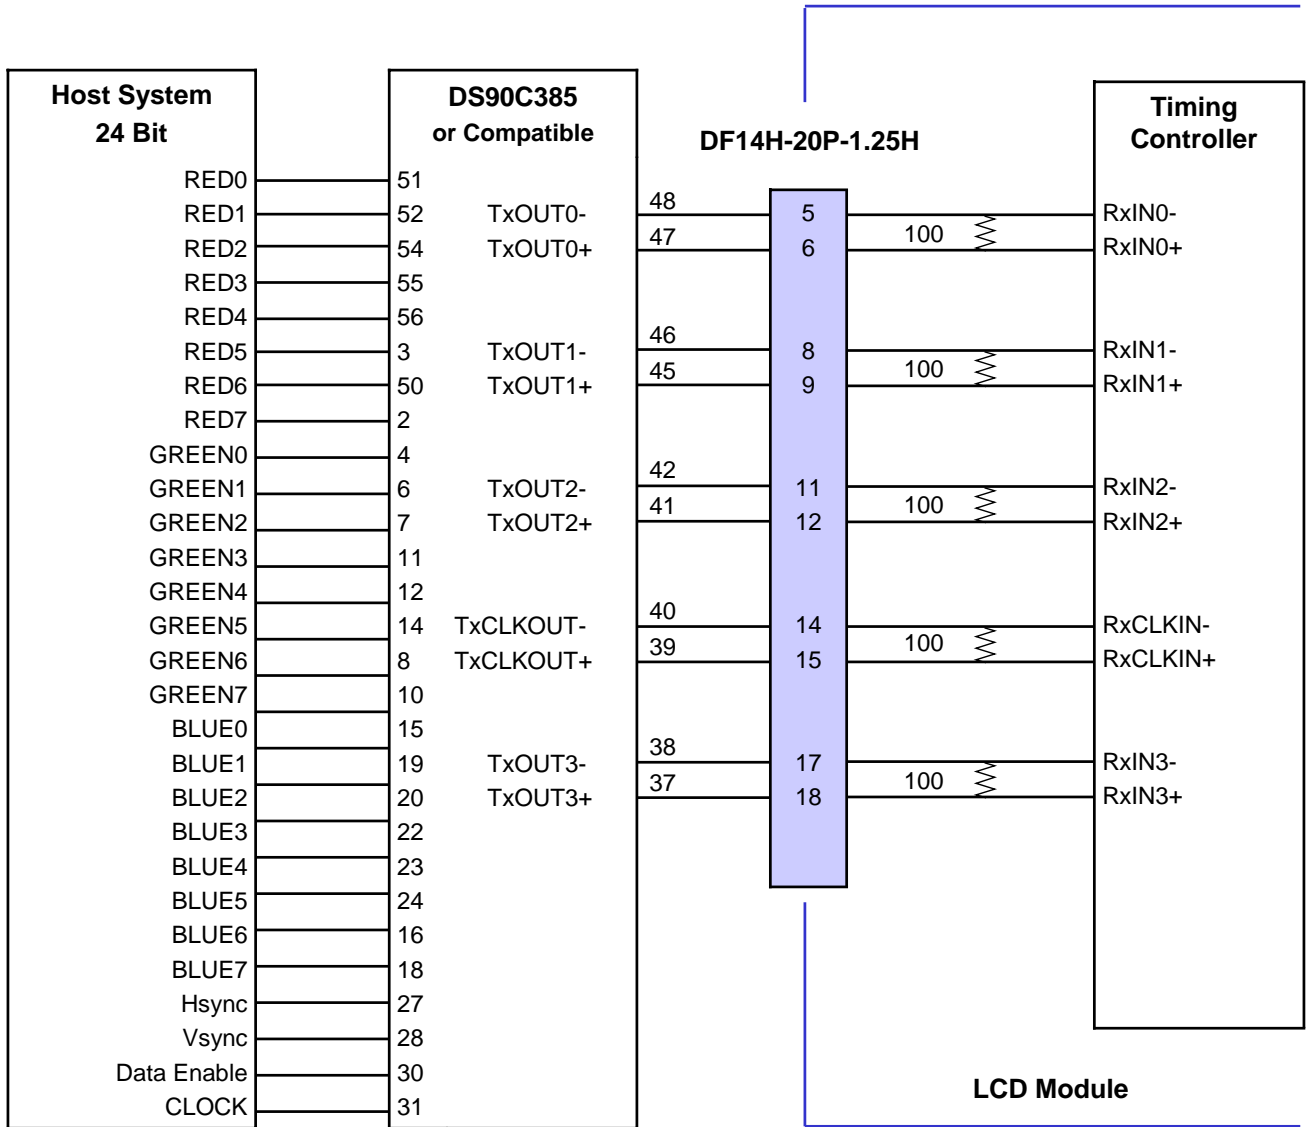 Host System
24 Bit
DS90C385
or Compatible
DF14H-20P-1.25H
Timing
Controller
RED0 51
RED1 52 TxOUT0- 48 5 RxIN0-
RED2 54 TxOUT0+ 47 6 100 RxIN0+
RED3 55
RED4 56
RED5 3 TxOUT1- 46 8 RxIN1-
RED6 50 TxOUT1+ 45 9 100 RxIN1+
RED7 2
GREEN0 4
GREEN1 6 TxOUT2- 42 11 RxIN2-
GREEN2 7 TxOUT2+ 41 12 100 RxIN2+
GREEN3 11
GREEN4 12
GREEN5 14 TxCLKOUT- 40 14 RxCLKIN-
GREEN6 8 TxCLKOUT+ 39 15 100 RxCLKIN+
GREEN7 10
BLUE0 15
BLUE1 19 TxOUT3- 38 17 RxIN3-
BLUE2 20 TxOUT3+ 37 18 100 RxIN3+
BLUE3 22
BLUE4 23
BLUE5 24
BLUE6 16
BLUE7 18
Hsync 27
Vsync 28
Data Enable 30
CLOCK 31
LCD Module